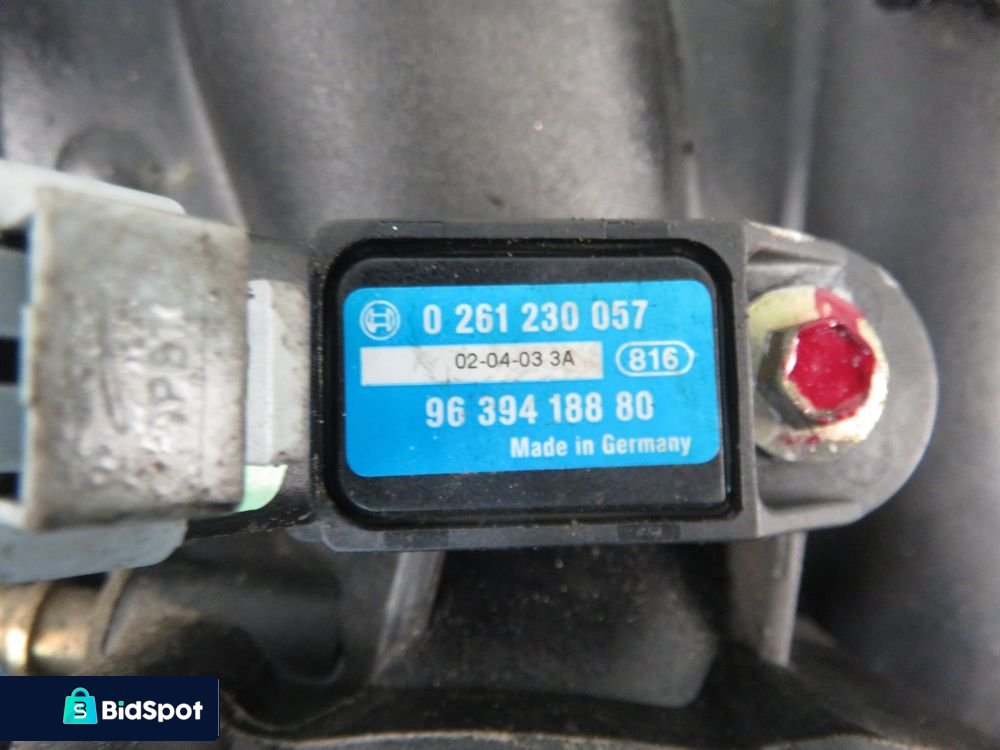 0 261 230 057
02-04-03 3A
816
96 394 188 80
Made in Germany
BidSpot